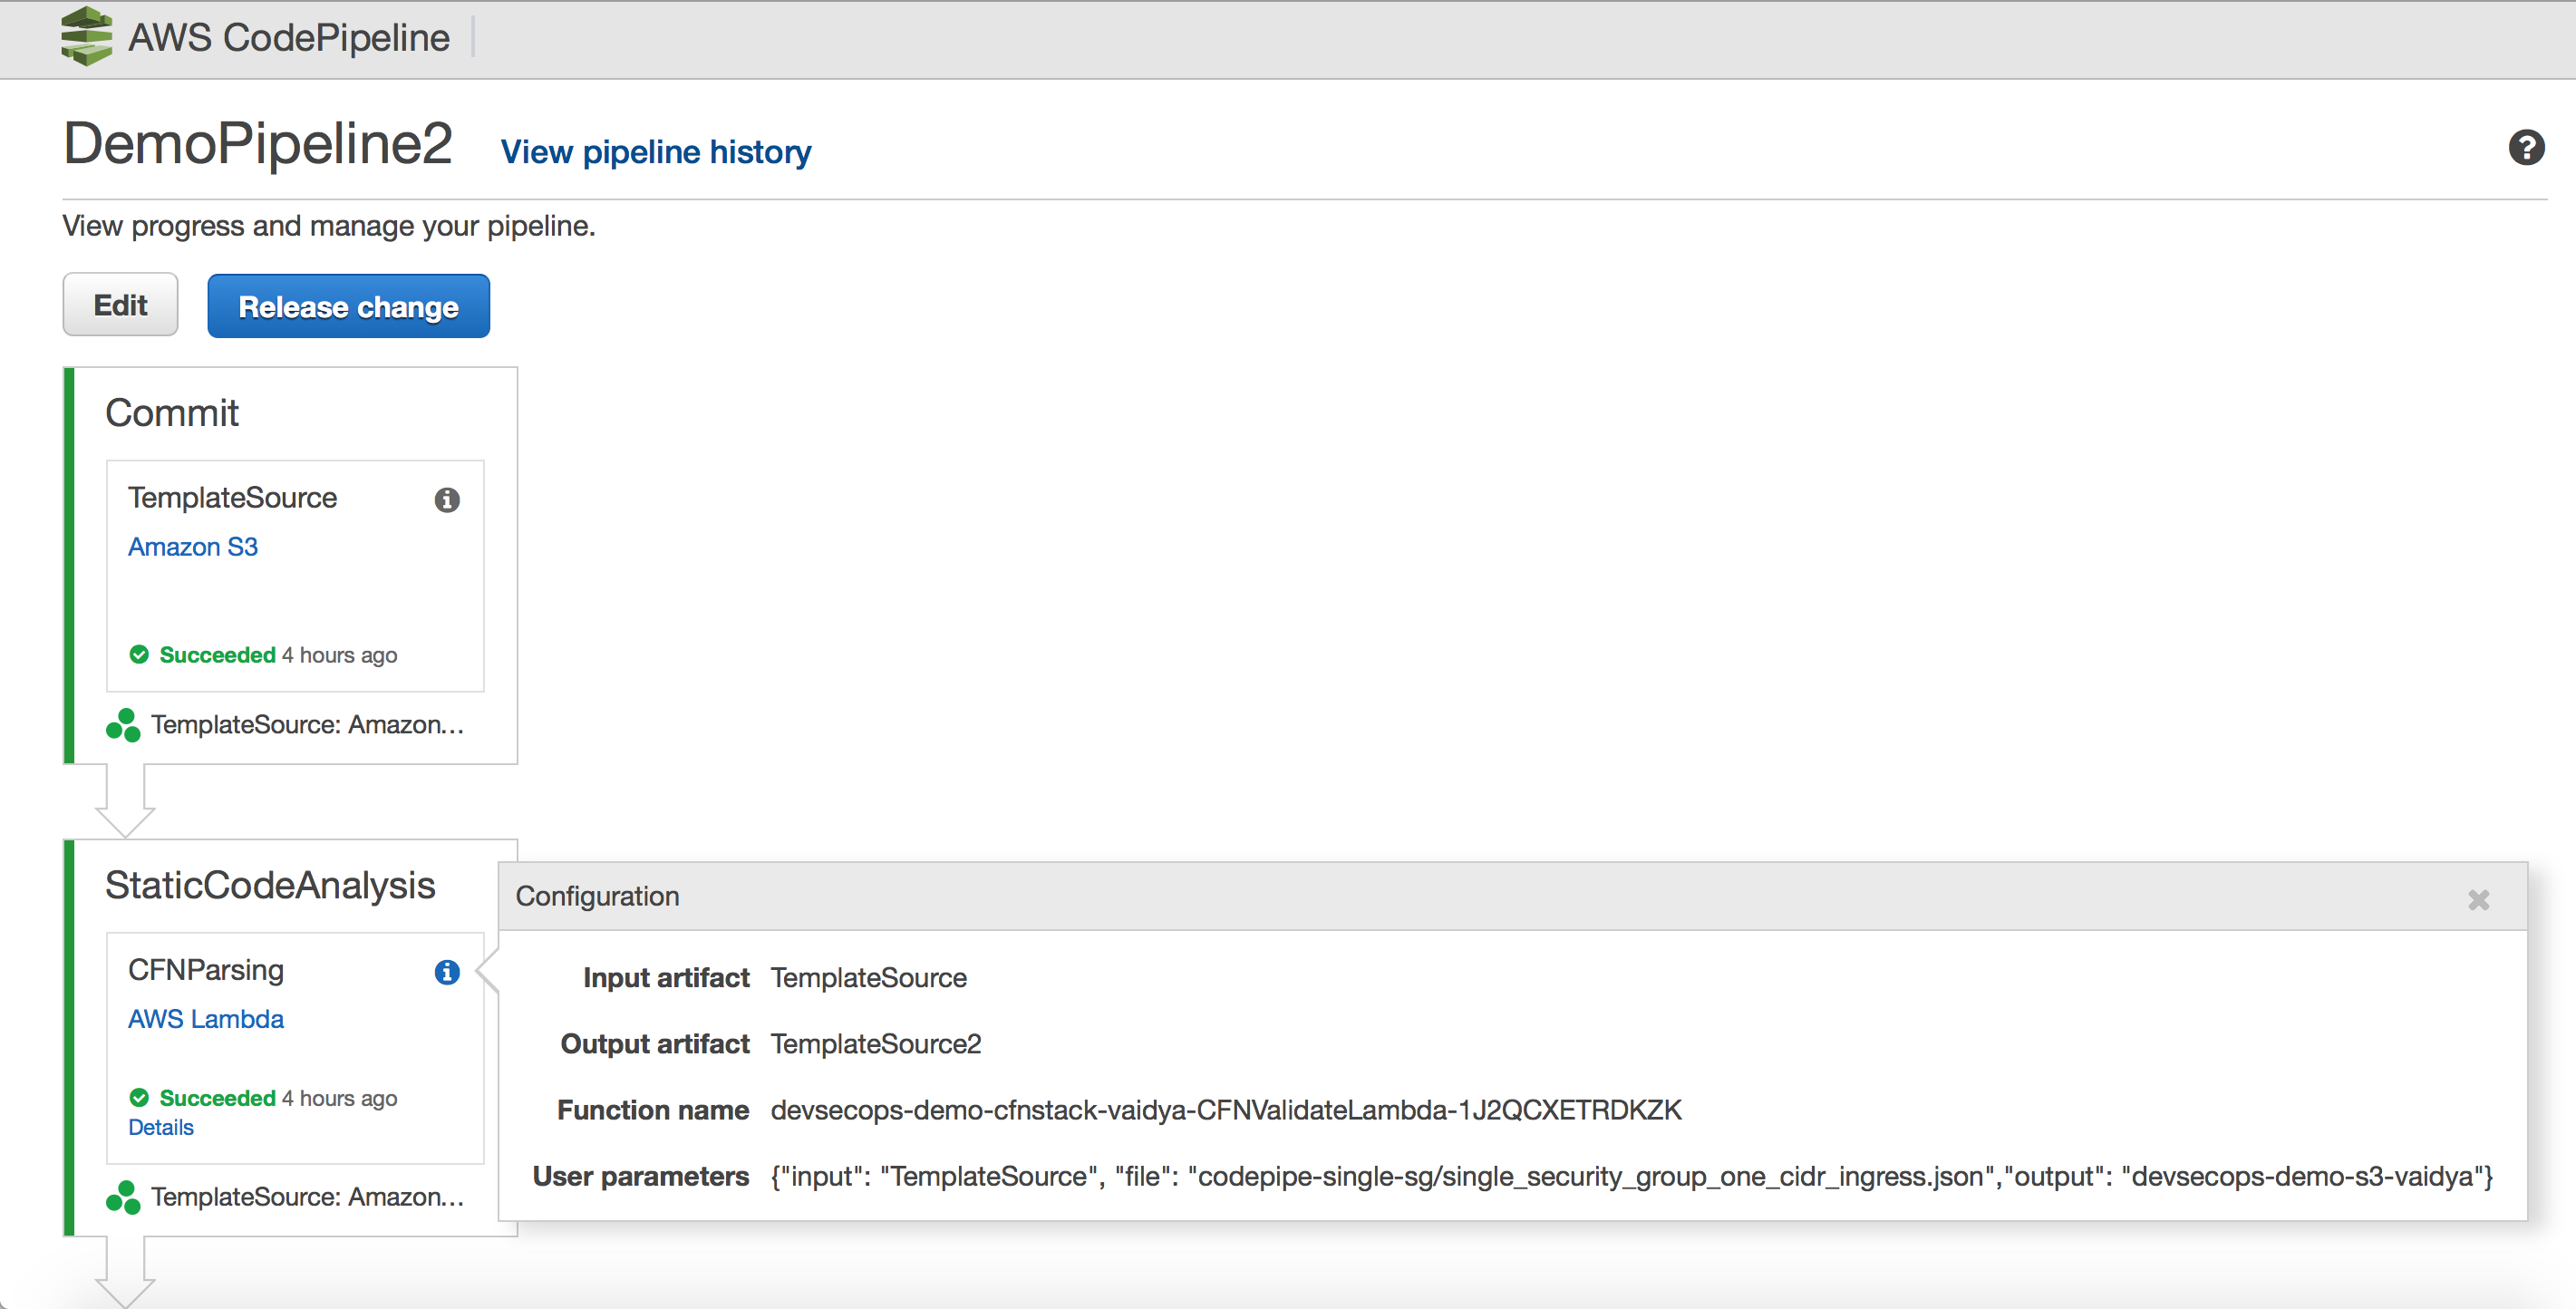 AWS CodePipeline
DemoPipeline2 View pipeline history
View progress and manage your pipeline.
Edit Release change
Commit
TemplateSource
Amazon S3
Succeeded 4 hours ago
TemplateSource: Amazon...
StaticCodeAnalysis
CFNParsing
AWS Lambda
Succeeded 4 hours ago
Details
TemplateSource: Amazon...
Configuration
Input artifact TemplateSource
Output artifact TemplateSource2
Function name devsecops-demo-cfnstack-vaidya-CFNValidateLambda-1J2QCXETRDKZK
User parameters {"input": "TemplateSource", "file": "codepipe-single-sg/single_security_group_one_cidr_ingress.json","output": "devsecops-demo-s3-vaidya"}